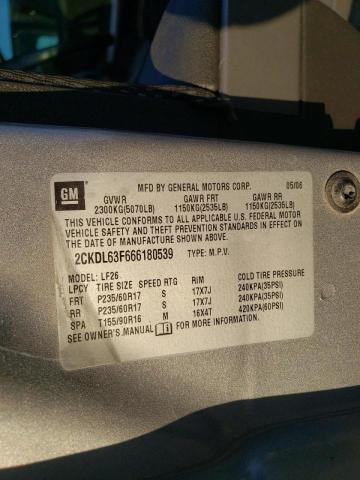 GM
MFD BY GENERAL MOTORS CORP. 05/06
GVWR GAWR FRT GAWR RR
2300KG(5070LB) 1150KG(2535LB) 1150KG(2535LB)
THIS VEHICLE CONFORMS TO ALL APPLICABLE U.S. FEDERAL MOTOR
VEHICLE SAFETY AND THEFT PREVENTION STANDARDS IN EFFECT
ON THE DATE OF MANUFACTURE SHOWN ABOVE.
2CKDL63F666180539 TYPE: M.P.V.
MODEL: LF26
LPCY TIRE SIZE SPEED RTG RIM COLD TIRE PRESSURE
FRT P235/60R17 S 17X7J 240KPA(35PSI)
RR P235/60R17 S 17X7J 240KPA(35PSI)
SPA T155/90R16 M 16X4T 420KPA(60PSI)
SEE OWNER'S MANUAL FOR MORE INFORMATION.